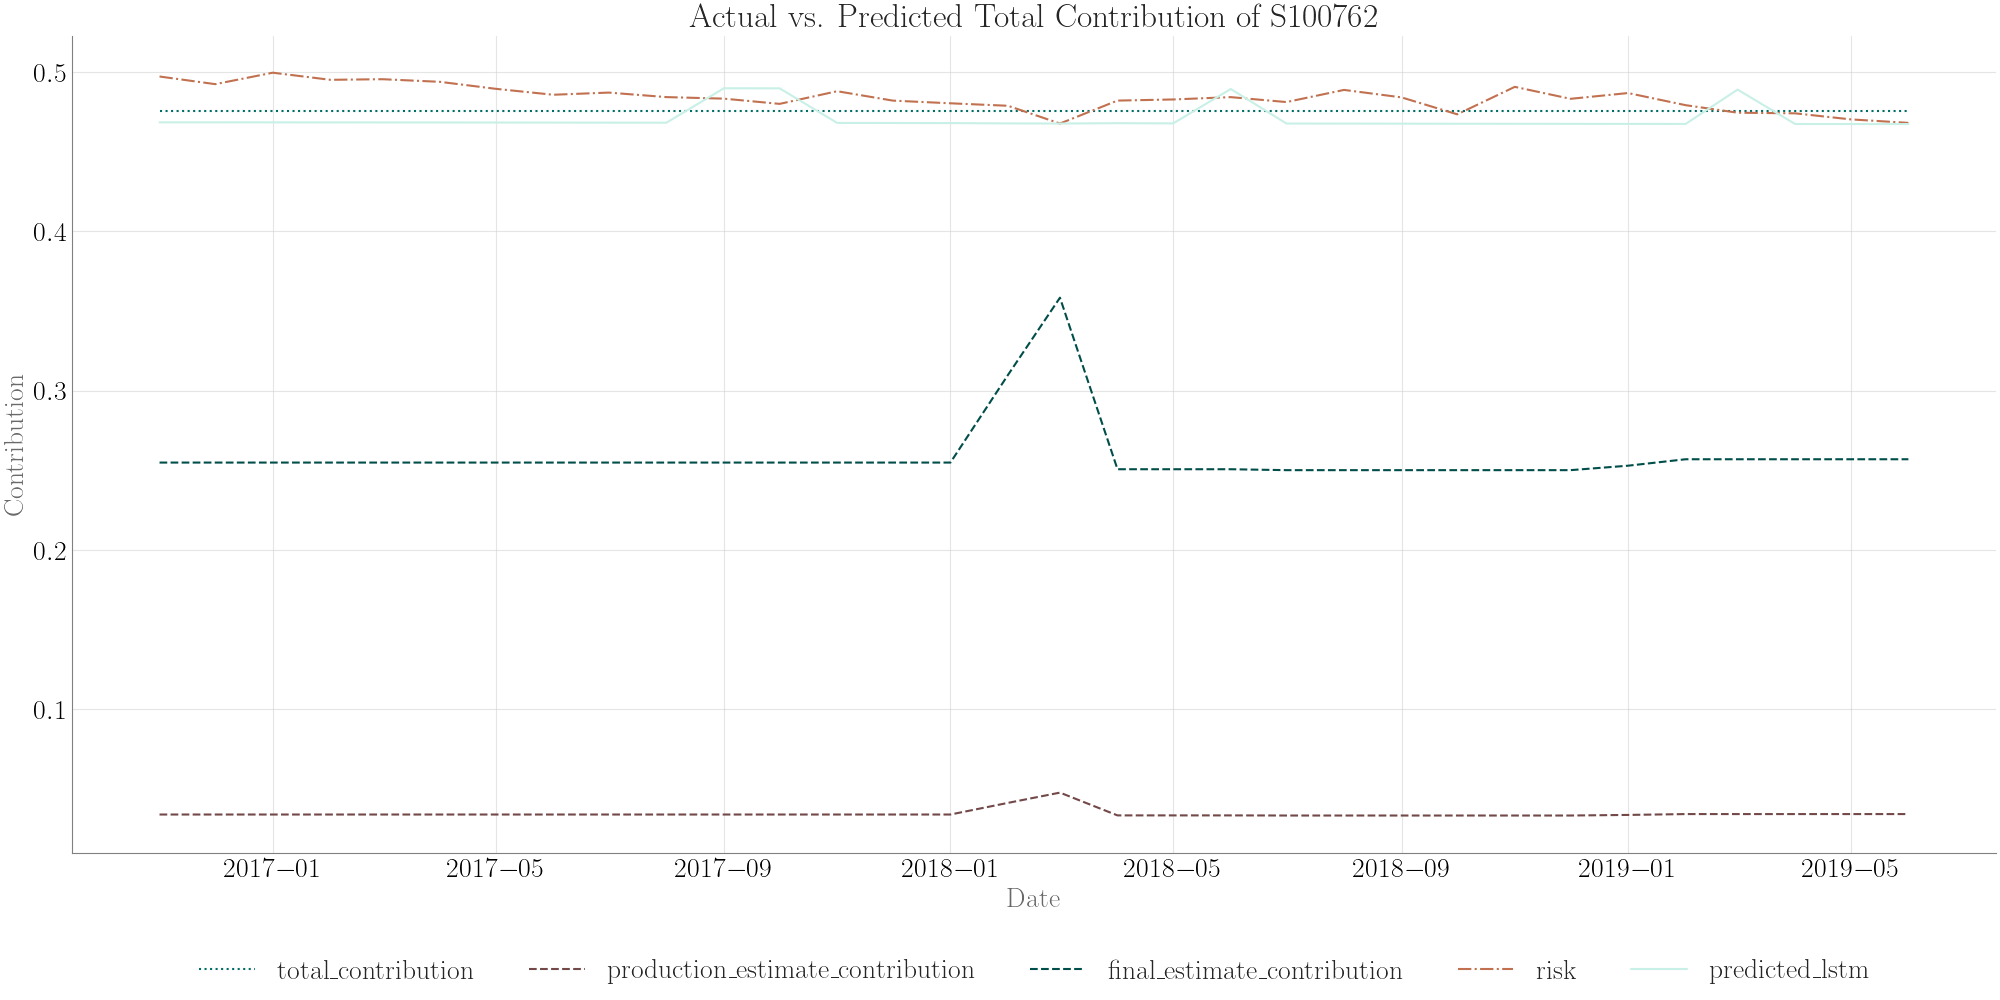 Actual vs. Predicted Total Contribution of S100762
0.5
0.4
0.3
0.2
0.1
Contribution
2017−01 2017−05 2017−09 2018−01 2018−05 2018−09 2019−01 2019−05
Date
total_contribution production_estimate_contribution final_estimate_contribution risk predicted_lstm